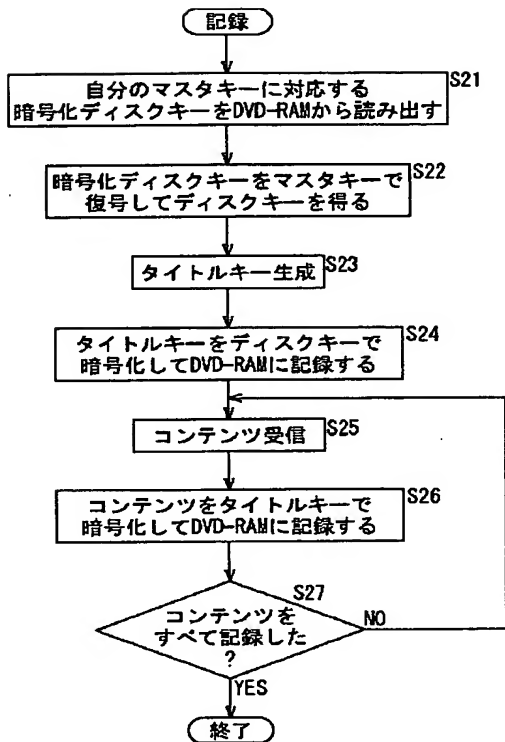 記録
S21
自分のマスタキーに対応する
暗号化ディスクキーをDVD-RAMから読み出す
S22
暗号化ディスクキーをマスタキーで
復号してディスクキーを得る
S23
タイトルキー生成
S24
タイトルキーをディスクキーで
暗号化してDVD-RAMに記録する
コンテンツ受信 S25
S26
コンテンツをタイトルキーで
暗号化してDVD-RAMに記録する
S27
コンテンツを
すべて記録した
?
NO
YES
終了